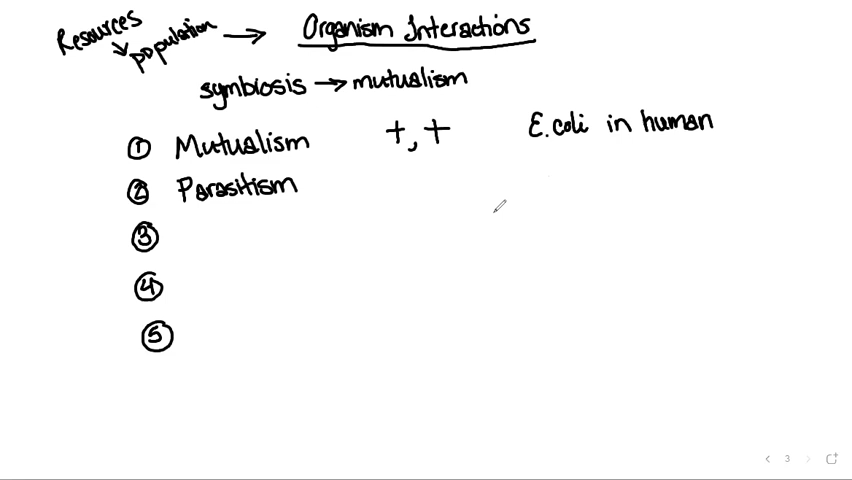 Resources → population → Organism Interactions
symbiosis → mutualism
① Mutualism +, + E.coli in human
② Parasitism
③
④
⑤
3